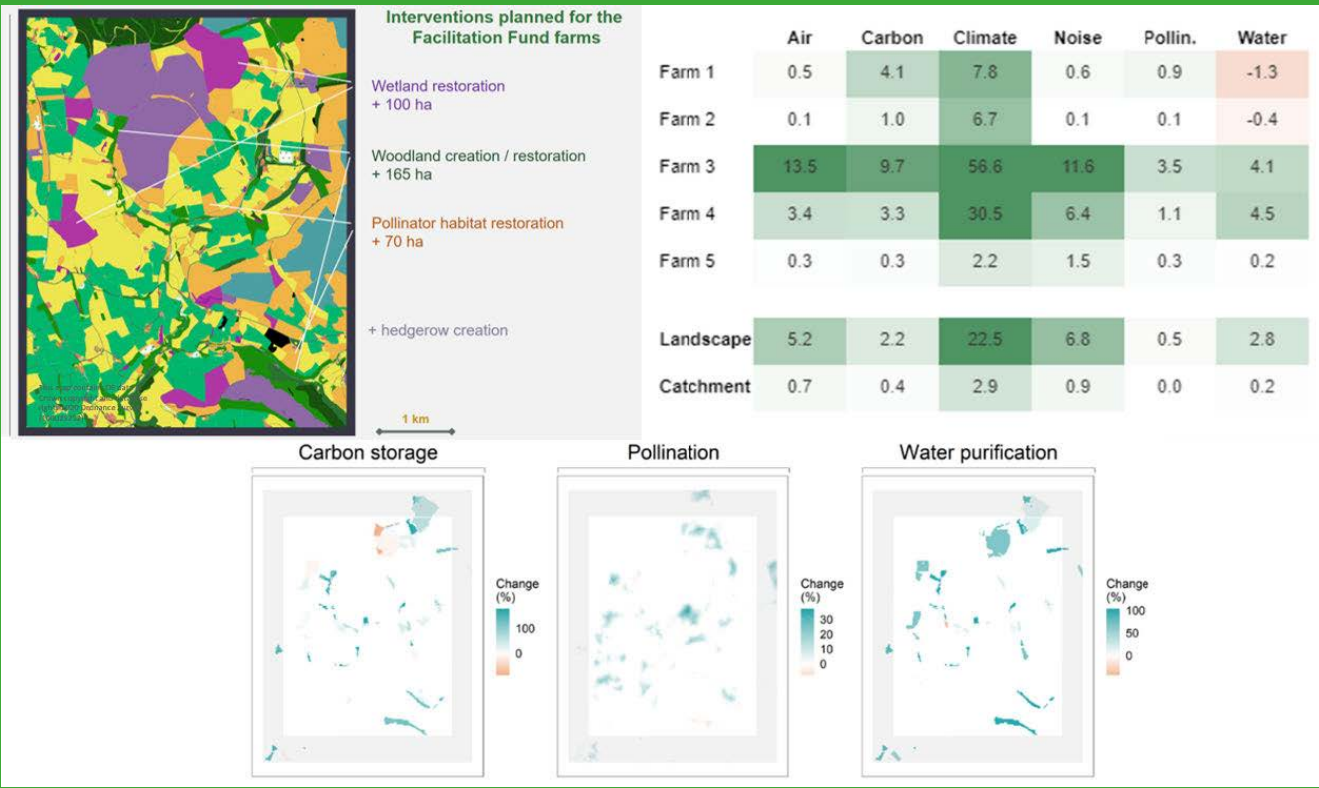 Interventions planned for the
Facilitation Fund farms
Wetland restoration
+ 100 ha
Woodland creation / restoration
+ 165 ha
Pollinator habitat restoration
+ 70 ha
+ hedgerow creation
1 km
Air Carbon Climate Noise Pollin. Water
Farm 1 0.5 4.1 7.8 0.6 0.9 -1.3
Farm 2 0.1 1.0 6.7 0.1 0.1 -0.4
Farm 3 13.5 9.7 56.6 11.6 3.5 4.1
Farm 4 3.4 3.3 30.5 6.4 1.1 4.5
Farm 5 0.3 0.3 2.2 1.5 0.3 0.2
Landscape 5.2 2.2 22.5 6.8 0.5 2.8
Catchment 0.7 0.4 2.9 0.9 0.0 0.2
Carbon storage
Change
(%)
100
0
Pollination
Change
(%)
30
20
10
0
Water purification
Change
(%)
100
50
0